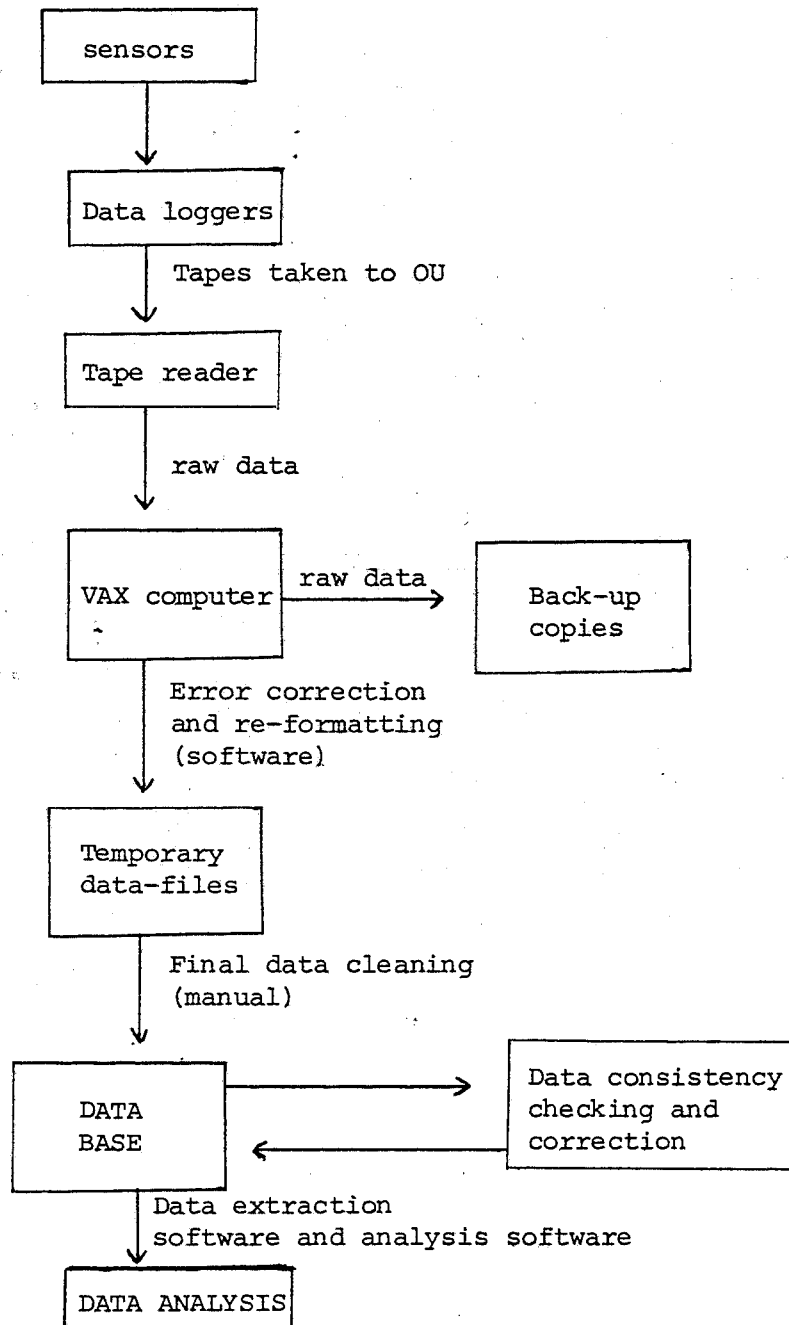 sensors
Data loggers
Tapes taken to OU
Tape reader
raw data
VAX computer
raw data
Back-up
copies
Error correction
and re-formatting
(software)
Temporary
data-files
Final data cleaning
(manual)
DATA
BASE
Data consistency
checking and
correction
Data extraction
software and analysis software
DATA ANALYSIS